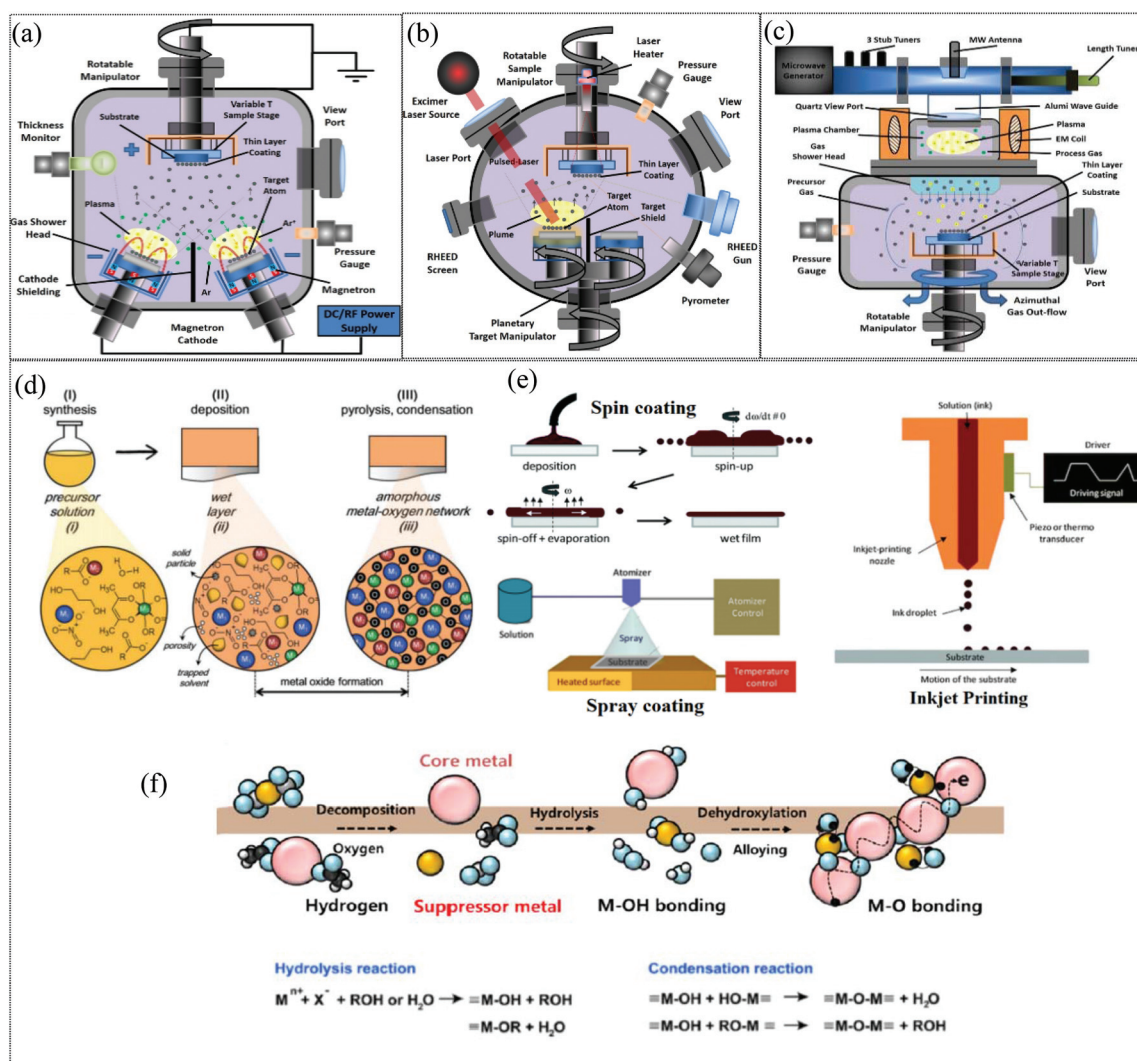 (a)
Rotatable
Manipulator
Substrate
Variable T
Sample Stage
Thin Layer
Coating
Thickness
Monitor
View
Port
Target
Atom
Plasma
Ar⁺
Gas Shower
Head
Pressure
Gauge
Cathode
Shielding
Ar
Magnetron
Magnetron
Cathode
DC/RF Power
Supply
(b)
Rotatable
Sample
Manipulator
Laser
Heater
Pressure
Gauge
Excimer
Laser Source
View
Port
Laser Port
Pulsed-Laser
Thin Layer
Coating
Target
Atom
Target
Shield
Plume
RHEED
Screen
RHEED
Gun
Pyrometer
Planetary
Target Manipulator
(c)
3 Stub Tuners
MW Antenna
Length Tuner
Microwave
Generator
Quartz View Port
Alumi Wave Guide
Plasma Chamber
Plasma
EM Coil
Gas
Shower Head
Process Gas
Thin Layer
Coating
Precursor
Gas
Substrate
Pressure
Gauge
Variable T
Sample Stage
View
Port
Azimuthal
Gas Out-flow
Rotatable
Manipulator
(d)
(I)
synthesis
(II)
deposition
(III)
pyrolysis, condensation
precursor
solution
(i)
wet
layer
(ii)
amorphous
metal-oxygen network
(iii)
solid
particle
porosity
trapped
solvent
metal oxide formation
(e)
Spin coating
dω/dt ≠ 0
deposition
spin-up
ω
spin-off + evaporation
wet film
Atomizer
Solution
Spray
Atomizer
Control
Substrate
Heated surface
Temperature
control
Spray coating
Solution (ink)
Driver
Driving signal
Piezo or thermo
transducer
Inkjet-printing
nozzle
Ink droplet
Substrate
Motion of the substrate
Inkjet Printing
(f)
Core metal
Decomposition
Oxygen
Hydrolysis
Dehydroxylation
Alloying
e
Hydrogen
Suppressor metal
M-OH bonding
M-O bonding
Hydrolysis reaction
Mⁿ⁺ + X⁻ + ROH or H₂O → ≡M-OH + ROH
≡M-OR + H₂O
Condensation reaction
≡M-OH + HO-M≡ → ≡M-O-M≡ + H₂O
≡M-OH + RO-M≡ → ≡M-O-M≡ + ROH